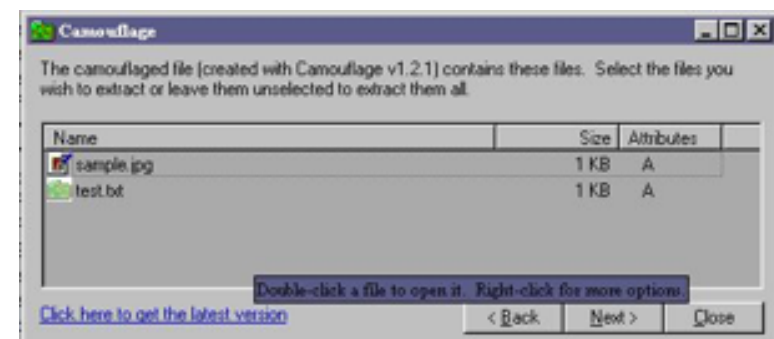 Camouflage
The camouflaged file (created with Camouflage v1.2.1) contains these files. Select the files you
wish to extract or leave them unselected to extract them all.
Name Size Attributes
sample.jpg 1 KB A
test.txt 1 KB A
Double-click a file to open it. Right-click for more options.
Click here to get the latest version < Back Next > Close